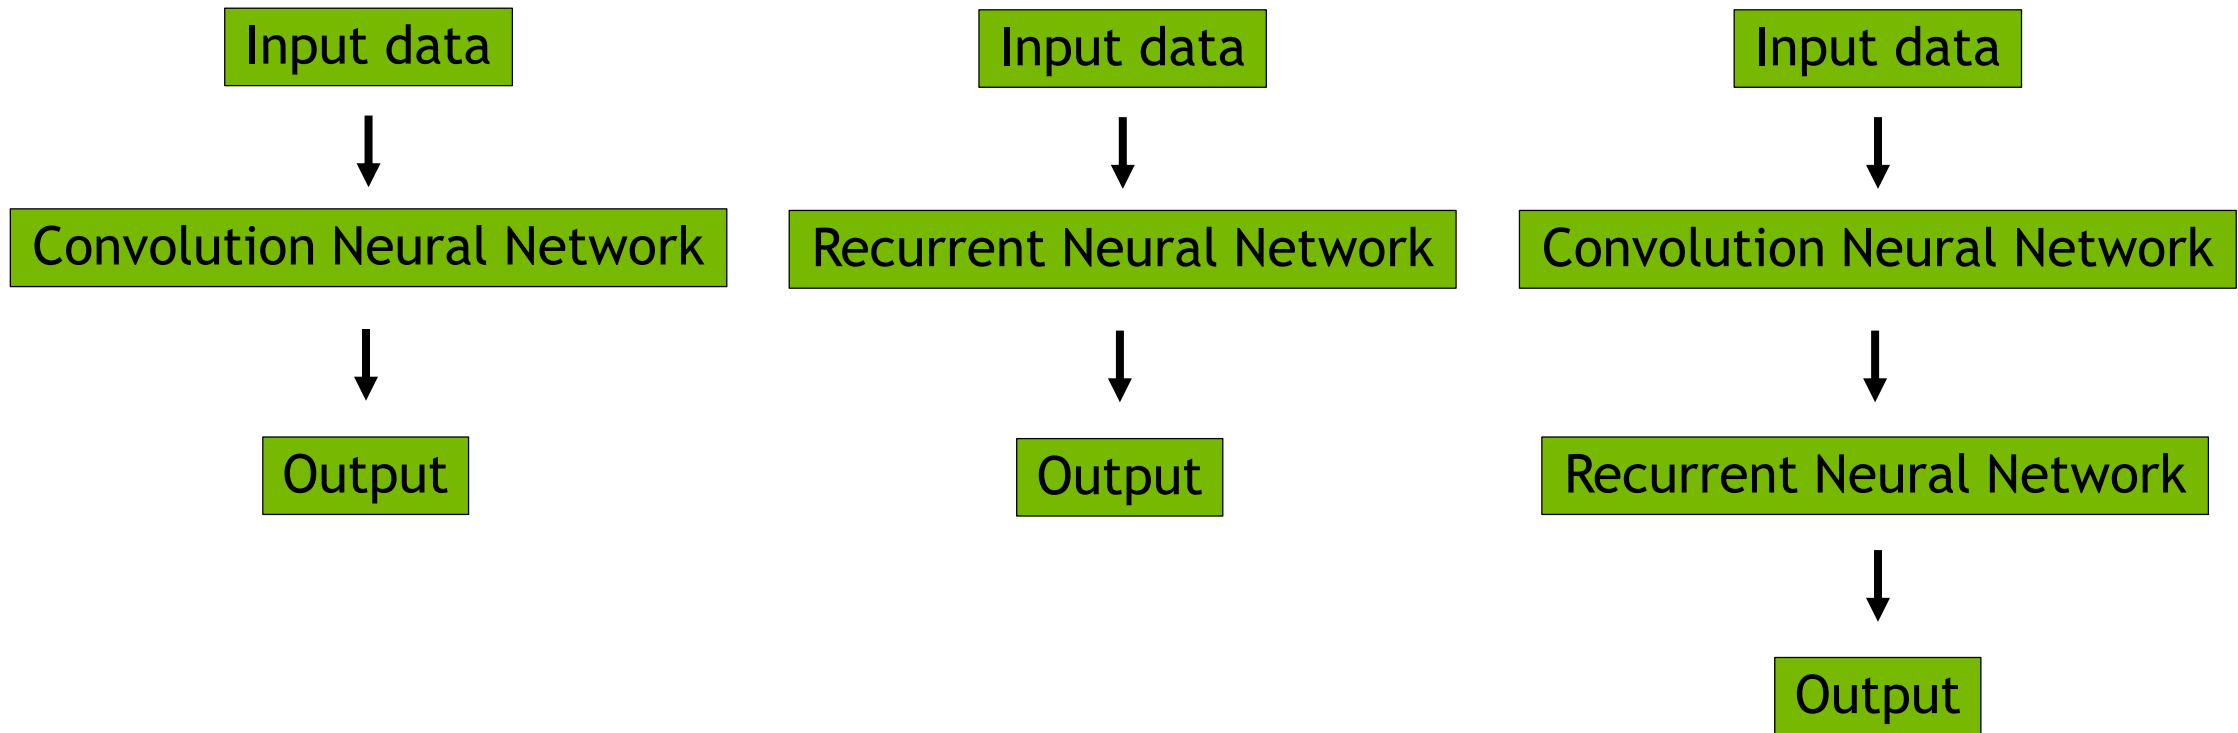 Input data
Convolution Neural Network
Output
Input data
Recurrent Neural Network
Output
Input data
Convolution Neural Network
Recurrent Neural Network
Output